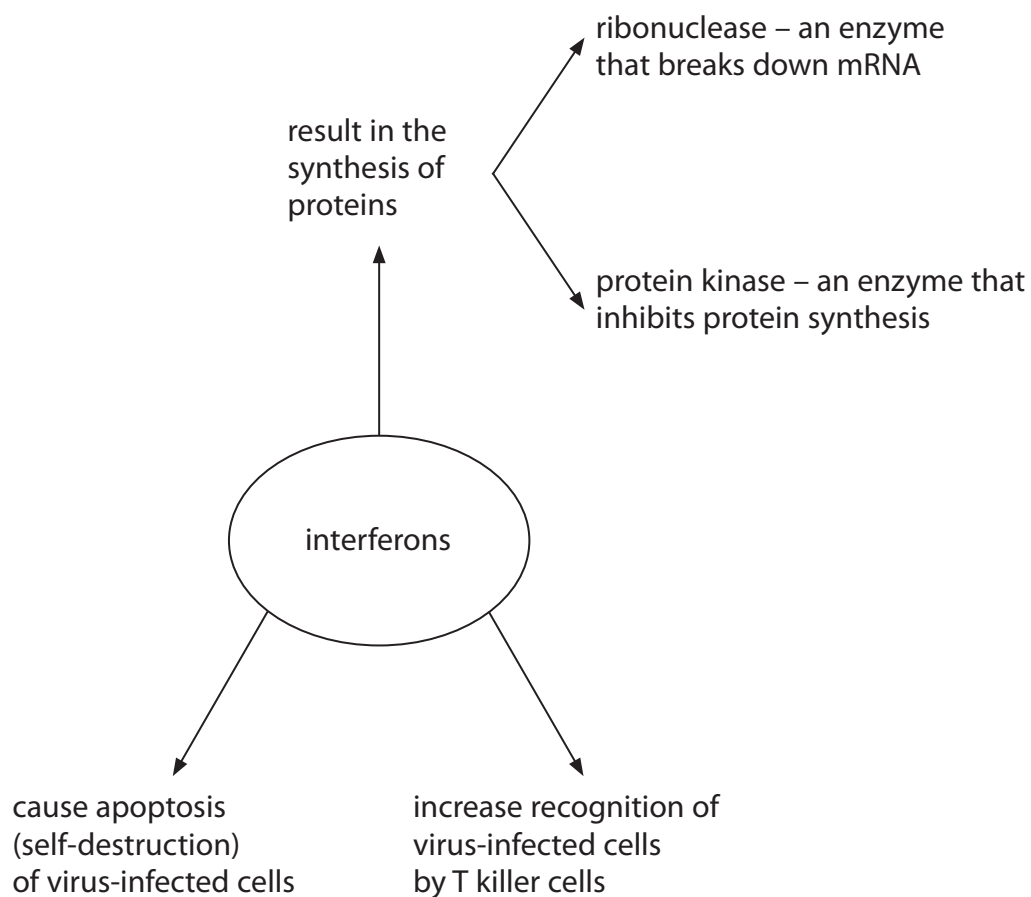 ribonuclease – an enzyme
that breaks down mRNA
result in the
synthesis of
proteins
protein kinase – an enzyme that
inhibits protein synthesis
interferons
cause apoptosis
(self-destruction)
of virus-infected cells
increase recognition of
virus-infected cells
by T killer cells